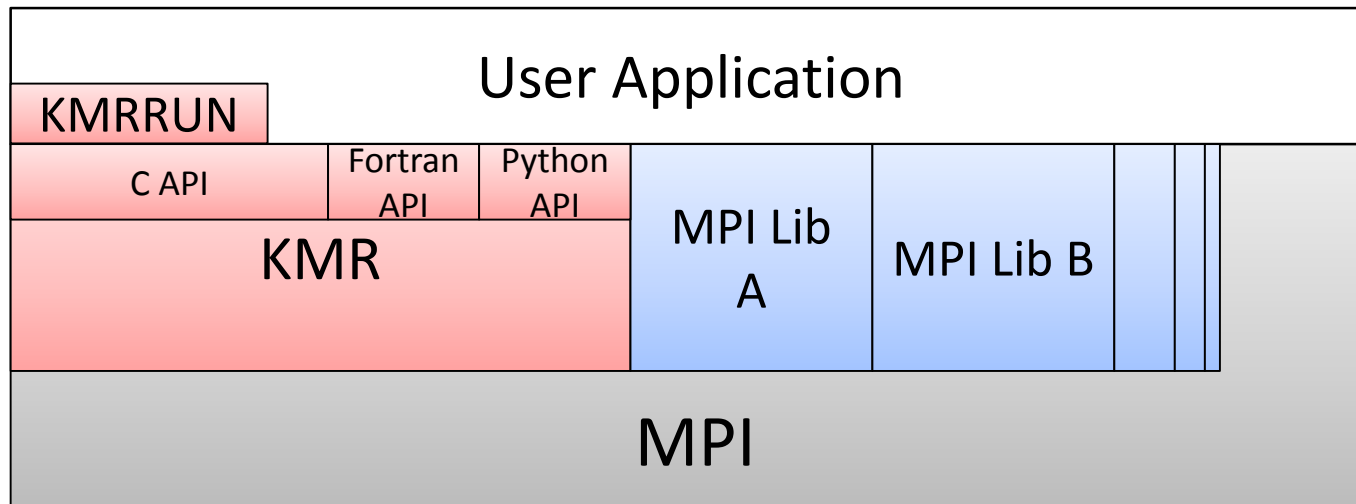 User Application
KMRRUN
C API
Fortran
API
Python
API
KMR
MPI Lib
A
MPI Lib B
MPI